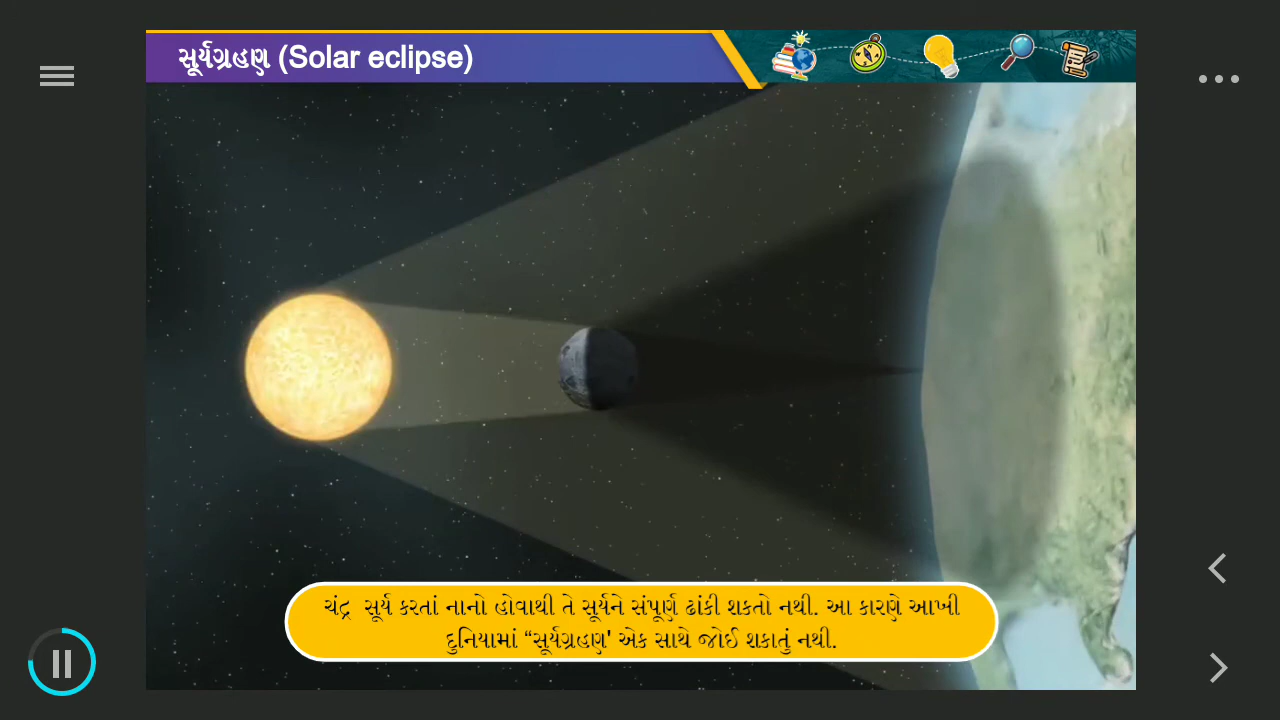 સૂર્યગ્રહણ (Solar eclipse)
ચંદ્ર  સૂર્ય કરતાં નાનો હોવાથી તે સૂર્યને સંપૂર્ણ ઢાંકી શકતો નથી. આ કારણે આખી
દુનિયામાં “સૂર્યગ્રહણ' એક સાથે જોઈ શકાતું નથી.